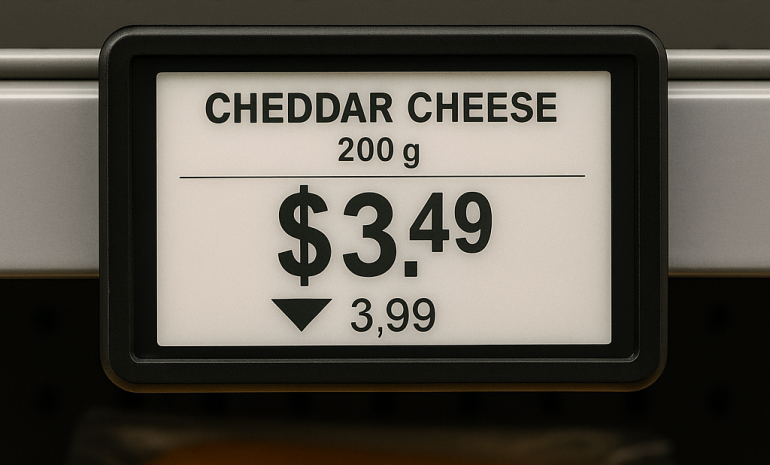 CHEDDAR CHEESE
200 g
$3.49
▼ 3,99